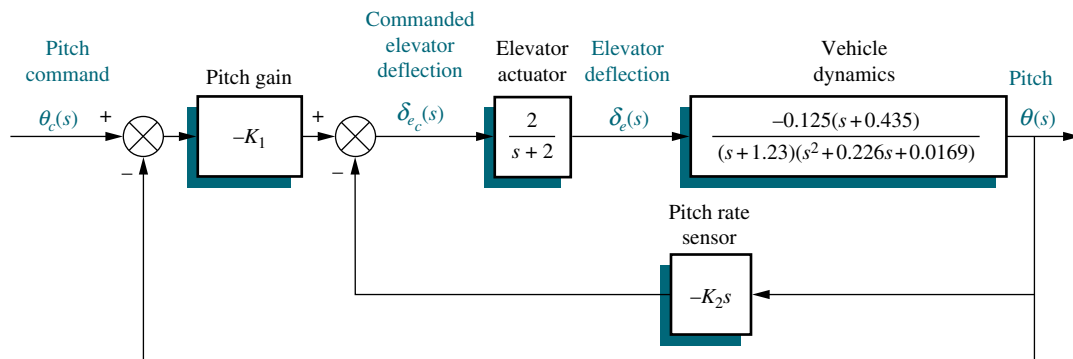 Pitch
command
θc(s)
+
−
Pitch gain
−K1
+
−
Commanded
elevator
deflection
δec(s)
Elevator
actuator
2
s + 2
Elevator
deflection
δe(s)
Vehicle
dynamics
−0.125(s + 0.435)
(s + 1.23)(s² + 0.226s + 0.0169)
Pitch
θ(s)
Pitch rate
sensor
−K2s